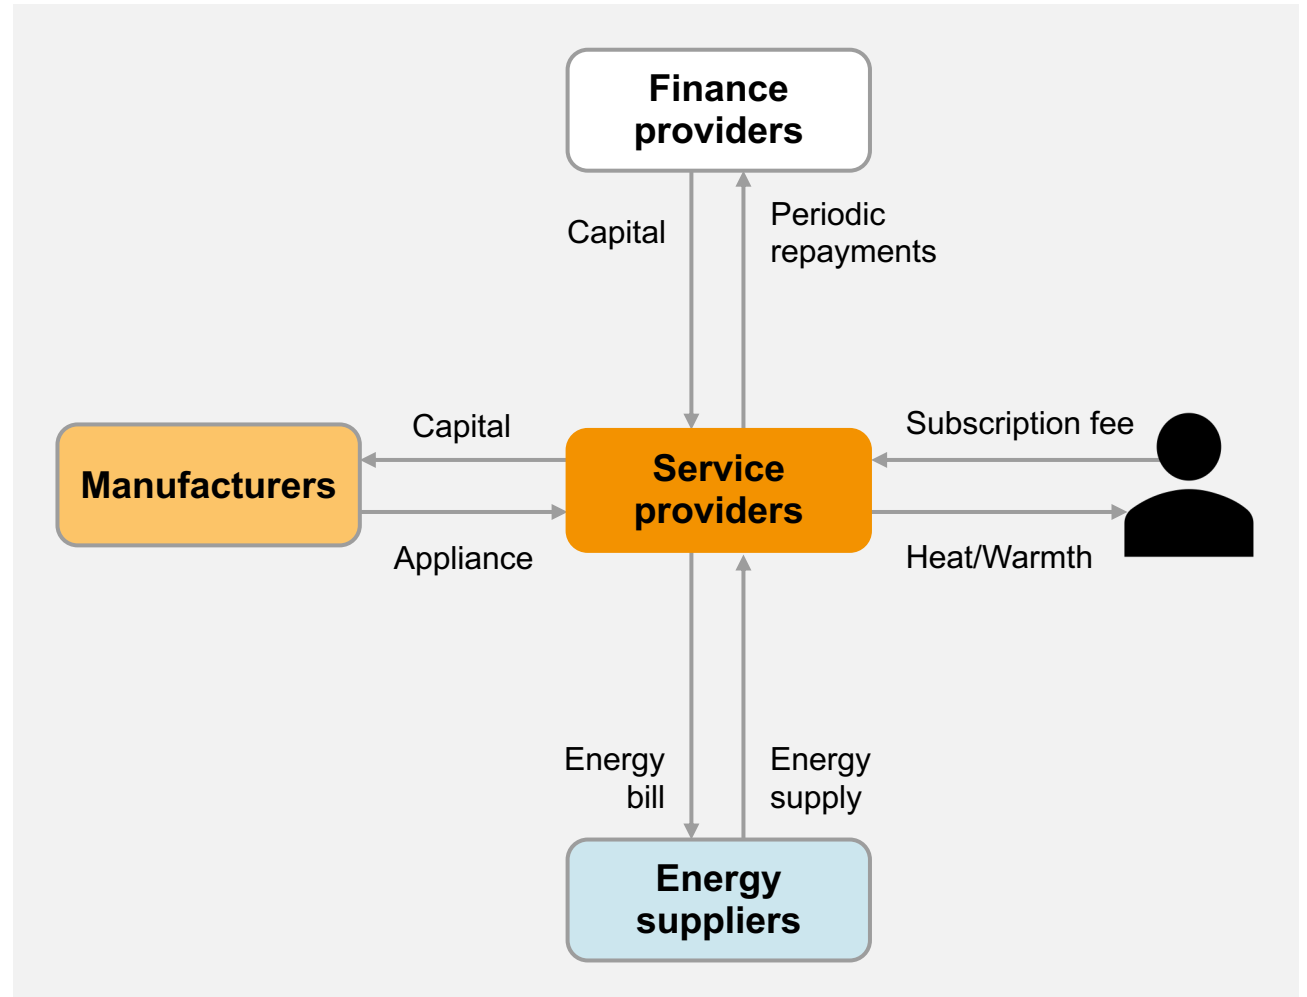 Finance
providers
Capital
Periodic
repayments
Capital
Subscription fee
Manufacturers
Service
providers
Appliance
Heat/Warmth
Energy
bill
Energy
supply
Energy
suppliers